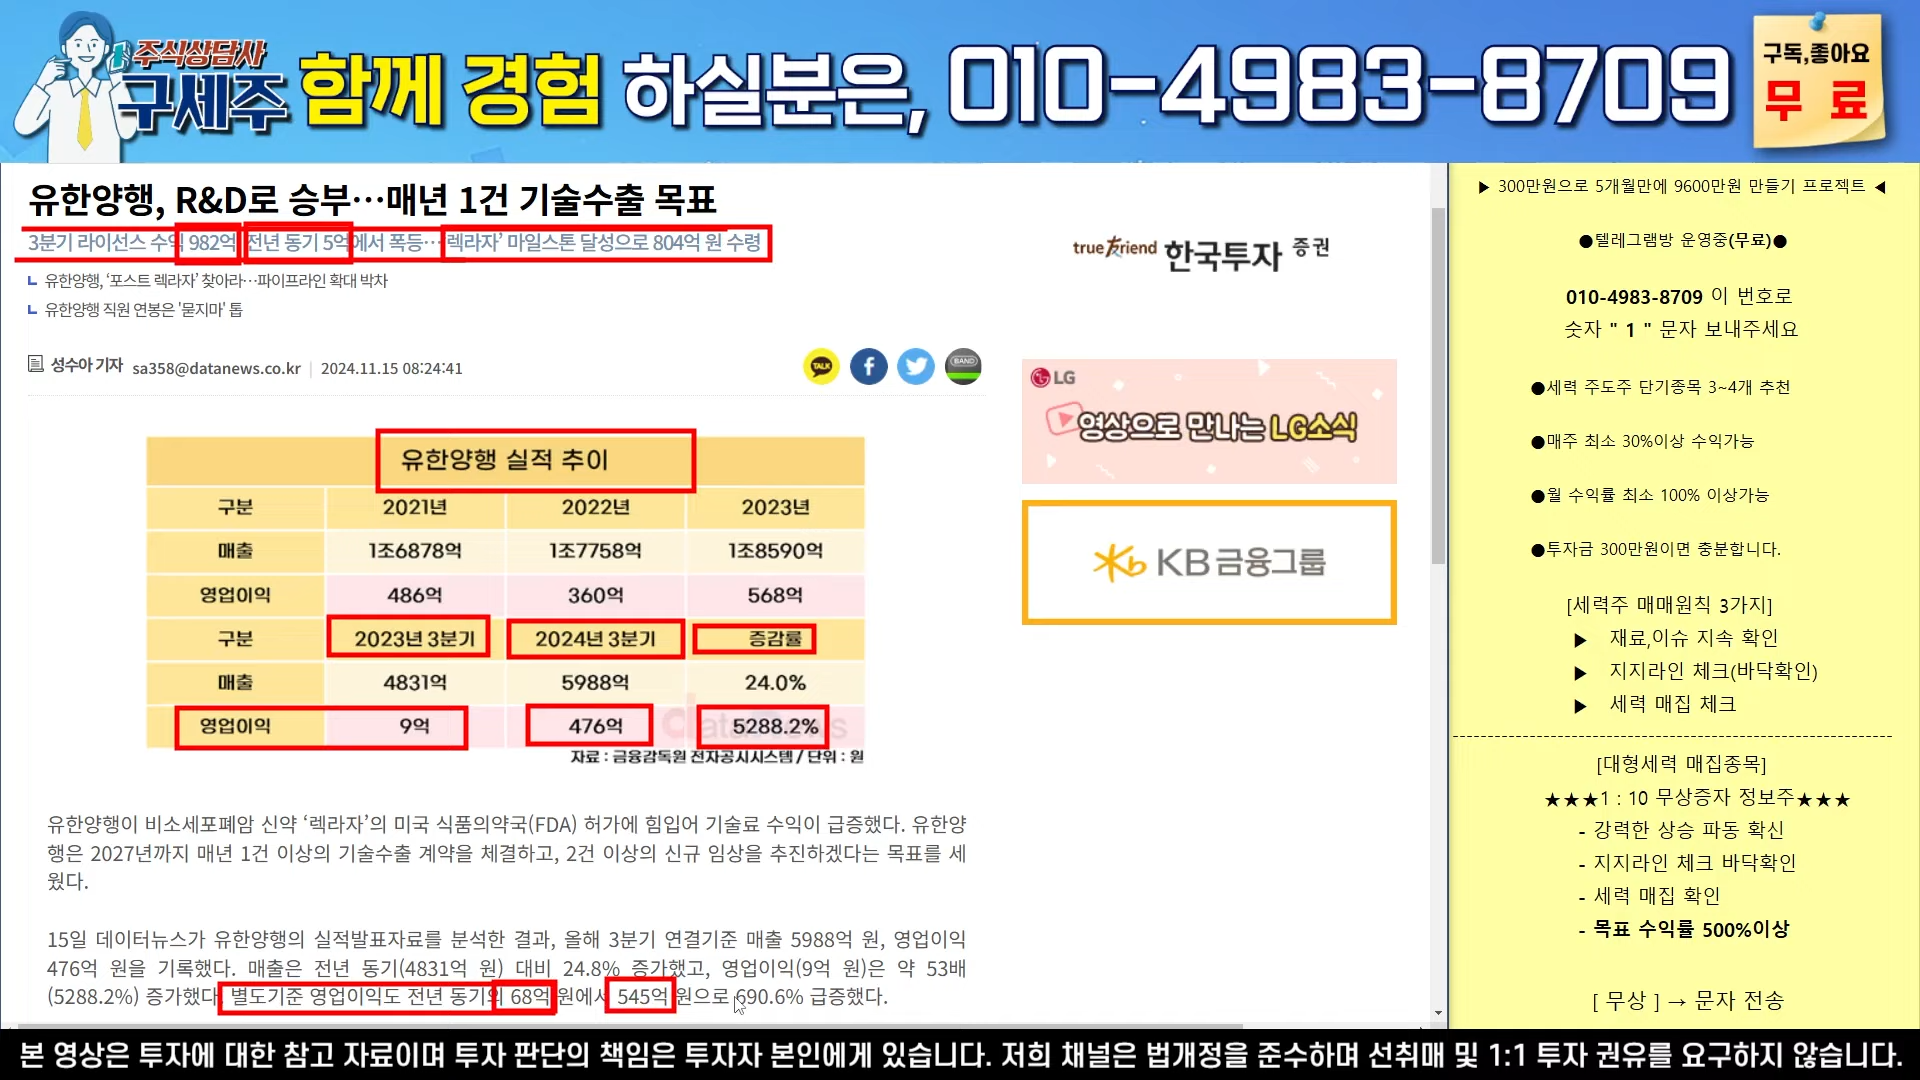 주식상담사
구세주
함께 경험 하실분은, 010-4983-8709
구독,좋아요
무 료
유한양행, R&D로 승부…매년 1건 기술수출 목표
3분기 라이선스 수익 982억 전년 동기 5억에서 폭등…렉라자’ 마일스톤 달성으로 804억 원 수령
유한양행, ‘포스트 렉라자’ 찾아라…파이프라인 확대 박차
유한양행 직원 연봉은 '묻지마' 톱
성수아 기자 sa358@datanews.co.kr | 2024.11.15 08:24:41
TALK
BAND
유한양행 실적 추이
구분 2021년 2022년 2023년
매출 1조6878억 1조7758억 1조8590억
영업이익 486억 360억 568억
구분 2023년 3분기 2024년 3분기 증감률
매출 4831억 5988억 24.0%
영업이익 9억 476억 5288.2%
dataNews
자료 : 금융감독원 전자공시시스템 / 단위 : 원
유한양행이 비소세포폐암 신약 ‘렉라자’의 미국 식품의약국(FDA) 허가에 힘입어 기술료 수익이 급증했다. 유한양
행은 2027년까지 매년 1건 이상의 기술수출 계약을 체결하고, 2건 이상의 신규 임상을 추진하겠다는 목표를 세
웠다.
15일 데이터뉴스가 유한양행의 실적발표자료를 분석한 결과, 올해 3분기 연결기준 매출 5988억 원, 영업이익
476억 원을 기록했다. 매출은 전년 동기(4831억 원) 대비 24.8% 증가했고, 영업이익(9억 원)은 약 53배
(5288.2%) 증가했다. 별도기준 영업이익도 전년 동기의 68억 원에서 545억 원으로 690.6% 급증했다.
true friend 한국투자 증권
LG
영상으로 만나는 LG소식
KB 금융그룹
▶ 300만원으로 5개월만에 9600만원 만들기 프로젝트 ◀
●텔레그램방 운영중(무료)●
010-4983-8709 이 번호로
숫자 " 1 " 문자 보내주세요
●세력 주도주 단기종목 3~4개 추천
●매주 최소 30%이상 수익가능
●월 수익률 최소 100% 이상가능
●투자금 300만원이면 충분합니다.
[세력주 매매원칙 3가지]
▶ 재료,이슈 지속 확인
▶ 지지라인 체크(바닥확인)
▶ 세력 매집 체크
[대형세력 매집종목]
★★★1 : 10 무상증자 정보주★★★
- 강력한 상승 파동 확신
- 지지라인 체크 바닥확인
- 세력 매집 확인
- 목표 수익률 500%이상
[ 무상 ] → 문자 전송
본 영상은 투자에 대한 참고 자료이며 투자 판단의 책임은 투자자 본인에게 있습니다. 저희 채널은 법개정을 준수하며 선취매 및 1:1 투자 권유를 요구하지 않습니다.